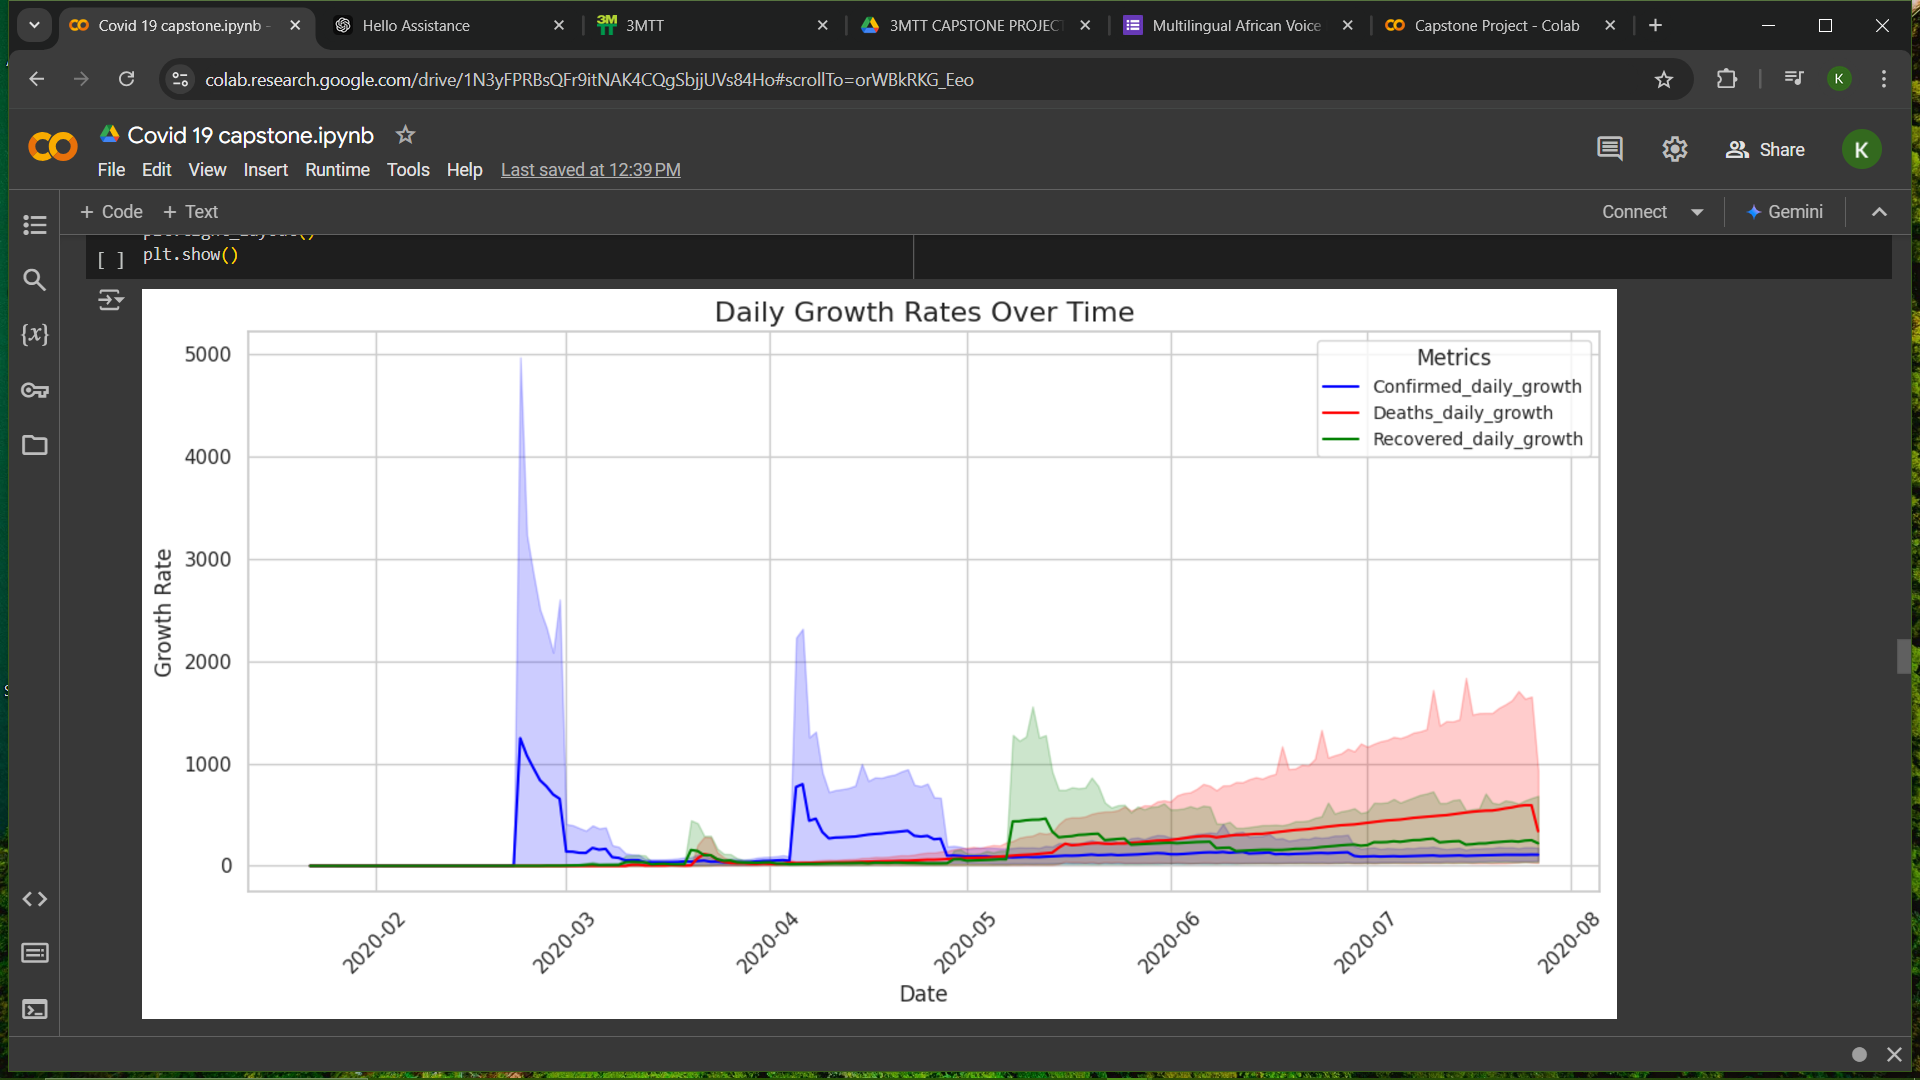 Covid 19 capstone.ipynb -
Hello Assistance
3M 3MTT
3MTT CAPSTONE PROJECT
Multilingual African Voice
Capstone Project - Colab
colab.research.google.com/drive/1N3yFPRBsQFr9itNAK4CQgSbjjUVs84Ho#scrollTo=orWBkRKG_Eeo
K
Covid 19 capstone.ipynb
File Edit View Insert Runtime Tools Help Last saved at 12:39 PM
Share
K
+ Code + Text
Connect
Gemini
[ ] plt.show()
Daily Growth Rates Over Time
Metrics
Confirmed_daily_growth
Deaths_daily_growth
Recovered_daily_growth
Growth Rate
5000
4000
3000
2000
1000
0
2020-02
2020-03
2020-04
2020-05
2020-06
2020-07
2020-08
Date